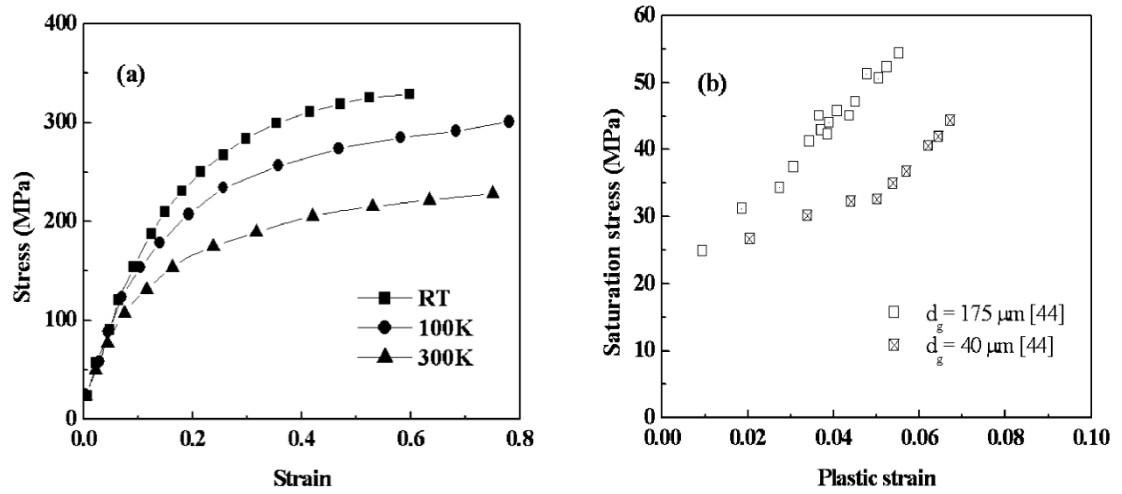 (a)
Stress (MPa)
400
300
200
100
0
RT
100K
300K
0.0 0.2 0.4 0.6 0.8
Strain
(b)
Saturation stress (MPa)
60
50
40
30
20
10
0
d_g = 175 μm [44]
d_g = 40 μm [44]
0.00 0.02 0.04 0.06 0.08 0.10
Plastic strain